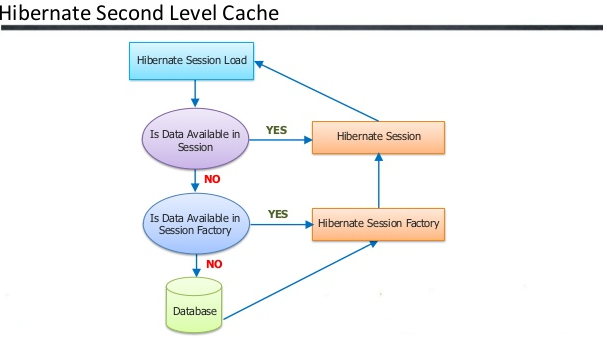 Hibernate Second Level Cache
Hibernate Session Load
Is Data Available in
Session
YES
Hibernate Session
NO
Is Data Available in
Session Factory
YES
Hibernate Session Factory
NO
Database